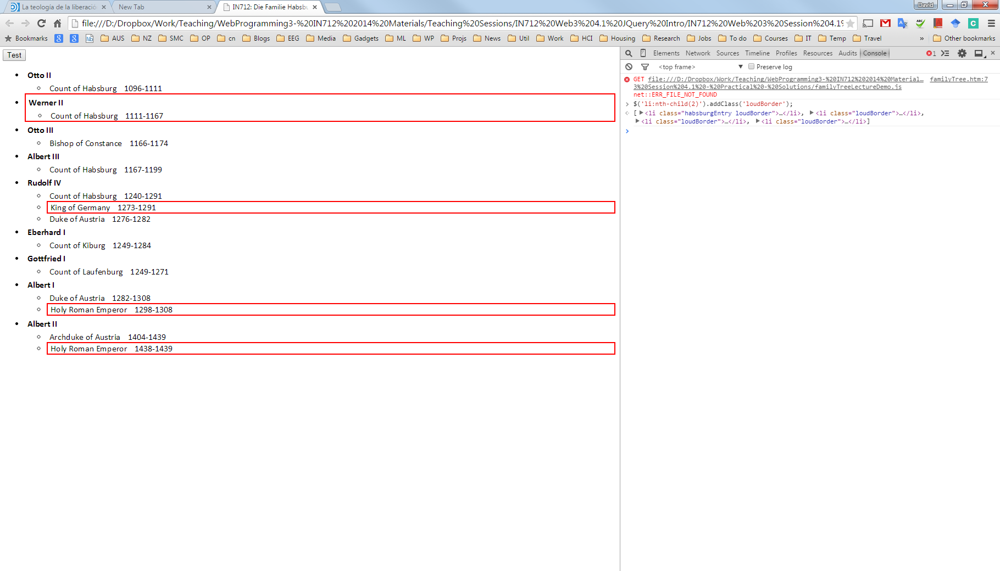 La teología de la liberació
New Tab
IN712: Die Familie Habsbu
David
file:///D:/Dropbox/Work/Teaching/WebProgramming3-%20IN712%202014%20Materials/Teaching%20Sessions/IN712%20Web3%204.1%20JQuery%20Intro/IN712%20Web%203%20Session%204.1%
Bookmarks AUS NZ SMC OP cn Blogs EEG Media Gadgets ML WP Projs News Util Work HCI Housing Research Jobs To do Courses IT Temp Travel » Other bookmarks
Test
Otto II
Count of Habsburg 1096-1111
Werner II
Count of Habsburg 1111-1167
Otto III
Bishop of Constance 1166-1174
Albert III
Count of Habsburg 1167-1199
Rudolf IV
Count of Habsburg 1240-1291
King of Germany 1273-1291
Duke of Austria 1276-1282
Eberhard I
Count of Kiburg 1249-1284
Gottfried I
Count of Laufenburg 1249-1271
Albert I
Duke of Austria 1282-1308
Holy Roman Emperor 1298-1308
Albert II
Archduke of Austria 1404-1439
Holy Roman Emperor 1438-1439
Elements Network Sources Timeline Profiles Resources Audits Console 1
<top frame> Preserve log
GET file:///D:/Dropbox/Work/Teaching/WebProgramming3-%20IN712%202014%20Material… familyTree.htm:7
3%20Session%204.1%20-%20Practical%20-%20Solutions/familyTreeLectureDemo.js
net::ERR_FILE_NOT_FOUND
$('li:nth-child(2)').addClass('loudBorder');
[<li class="habsburgEntry loudBorder">…</li>, <li class="loudBorder">…</li>,
<li class="loudBorder">…</li>, <li class="loudBorder">…</li>]